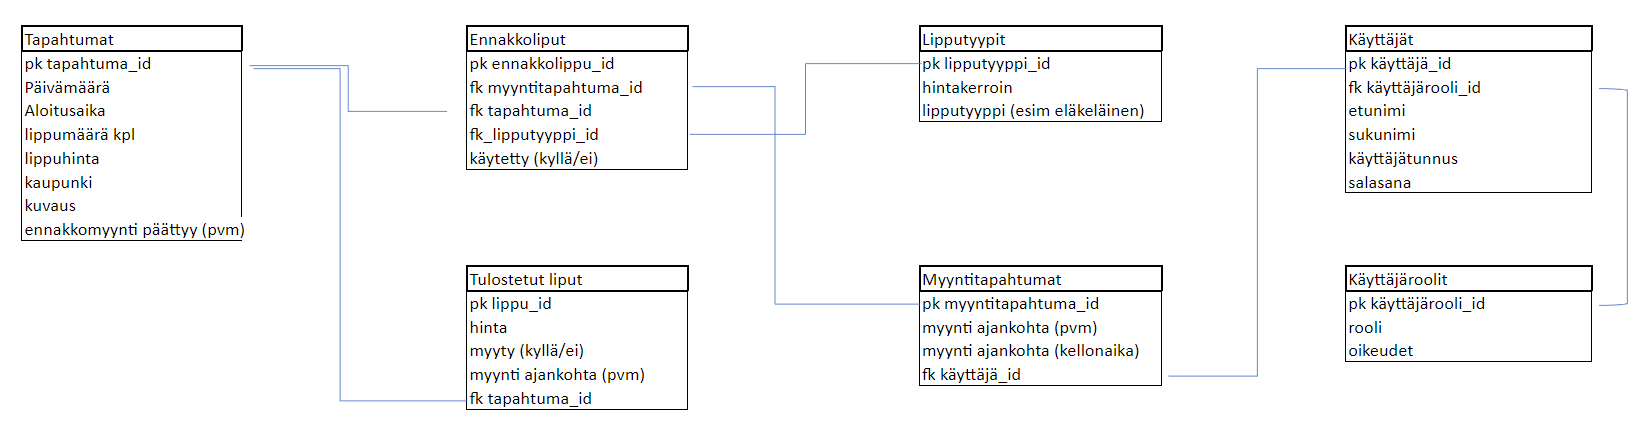 Tapahtumat
pk tapahtuma_id
Päivämäärä
Aloitusaika
lippumäärä kpl
lippuhinta
kaupunki
kuvaus
ennakkomyynti päättyy (pvm)
Ennakkoliput
pk ennakkolippu_id
fk myyntitapahtuma_id
fk tapahtuma_id
fk_lipputyyppi_id
käytetty (kyllä/ei)
Lipputyypit
pk lipputyyppi_id
hintakerroin
lipputyyppi (esim eläkeläinen)
Käyttäjät
pk käyttäjä_id
fk käyttäjärooli_id
etunimi
sukunimi
käyttäjätunnus
salasana
Tulostetut liput
pk lippu_id
hinta
myyty (kyllä/ei)
myynti ajankohta (pvm)
fk tapahtuma_id
Myyntitapahtumat
pk myyntitapahtuma_id
myynti ajankohta (pvm)
myynti ajankohta (kellonaika)
fk käyttäjä_id
Käyttäjäroolit
pk käyttäjärooli_id
rooli
oikeudet